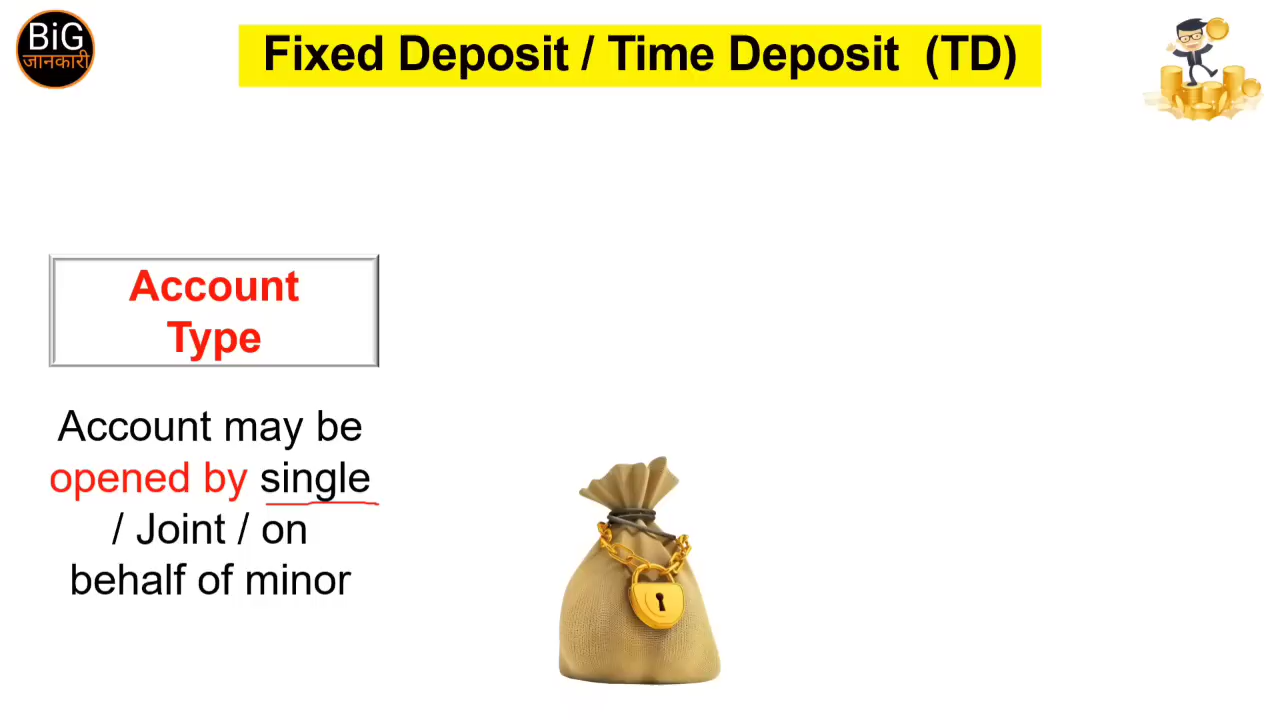 BiG
जानकारी
Fixed Deposit / Time Deposit (TD)
Account
Type
Account may be
opened by single
/ Joint / on
behalf of minor